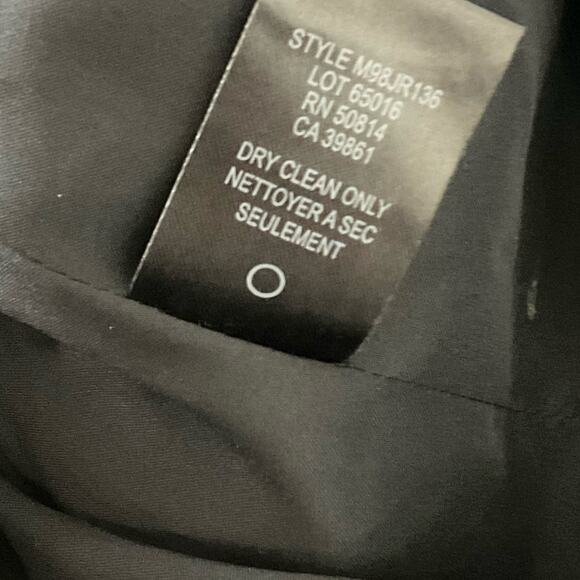 STYLE M98JR136
LOT 65016
RN 50814
CA 39861
DRY CLEAN ONLY
NETTOYER A SEC
SEULEMENT